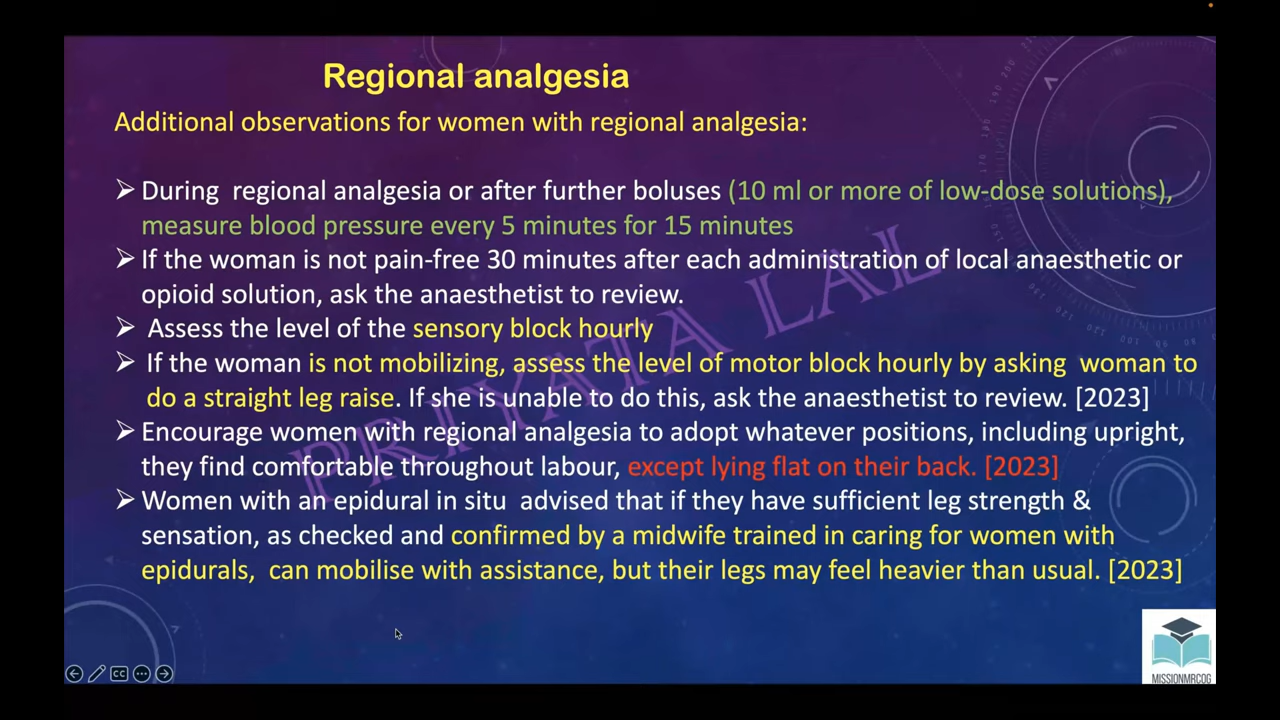 Regional analgesia
Additional observations for women with regional analgesia:
➢ During regional analgesia or after further boluses (10 ml or more of low-dose solutions),
measure blood pressure every 5 minutes for 15 minutes
➢ If the woman is not pain-free 30 minutes after each administration of local anaesthetic or
opioid solution, ask the anaesthetist to review.
➢ Assess the level of the sensory block hourly
➢ If the woman is not mobilizing, assess the level of motor block hourly by asking woman to
do a straight leg raise. If she is unable to do this, ask the anaesthetist to review. [2023]
➢ Encourage women with regional analgesia to adopt whatever positions, including upright,
they find comfortable throughout labour, except lying flat on their back. [2023]
➢ Women with an epidural in situ advised that if they have sufficient leg strength &
sensation, as checked and confirmed by a midwife trained in caring for women with
epidurals, can mobilise with assistance, but their legs may feel heavier than usual. [2023]
PRIYATA LAL
CC
MISSIONMRCOG